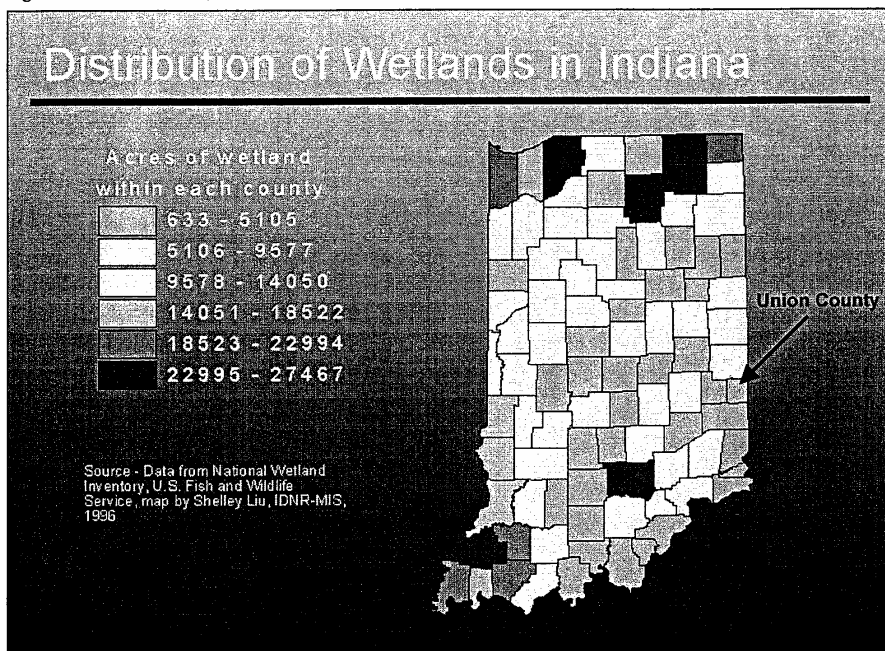 Distribution of Wetlands in Indiana
Acres of wetland
within each county
633 - 5105
5106 - 9577
9578 - 14050
14051 - 18522
18523 - 22994
22995 - 27467
Union County
Source - Data from National Wetland
Inventory, U.S. Fish and Wildlife
Service, map by Shelley Liu, IDNR-MIS,
1996